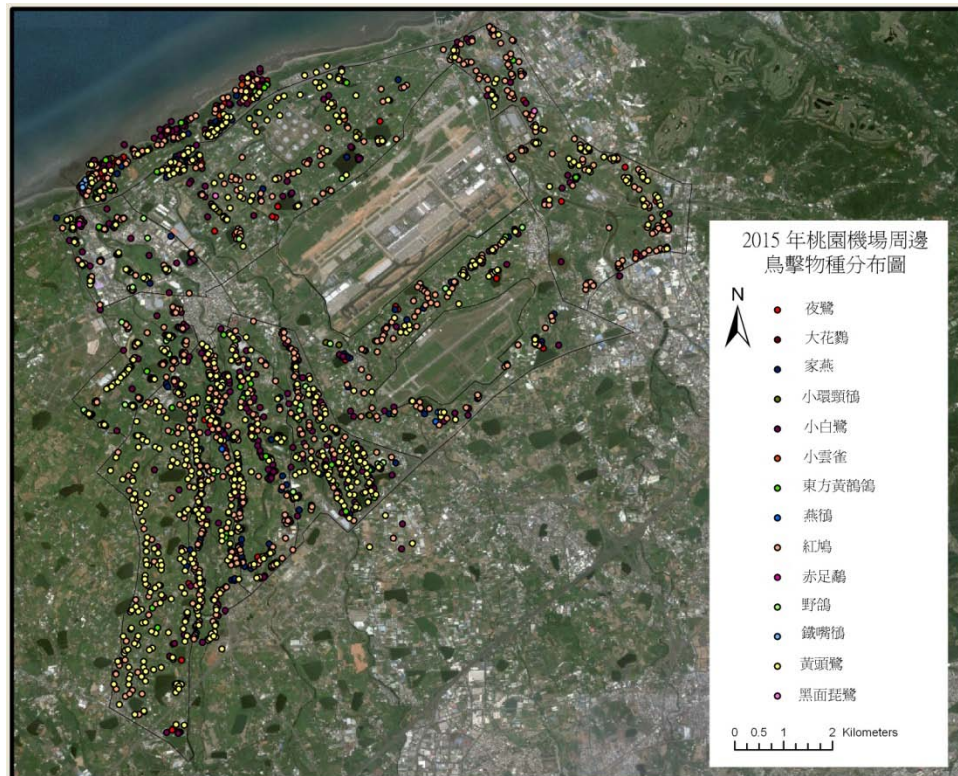 2015 年桃園機場周邊
鳥擊物種分布圖
N
夜鷺
大花鷚
家燕
小環頸鴴
小白鷺
小雲雀
東方黃鶺鴒
燕鴴
紅鳩
赤足鷸
野鴿
鐵嘴鴴
黃頭鷺
黑面琵鷺
0 0.5 1 2 Kilometers